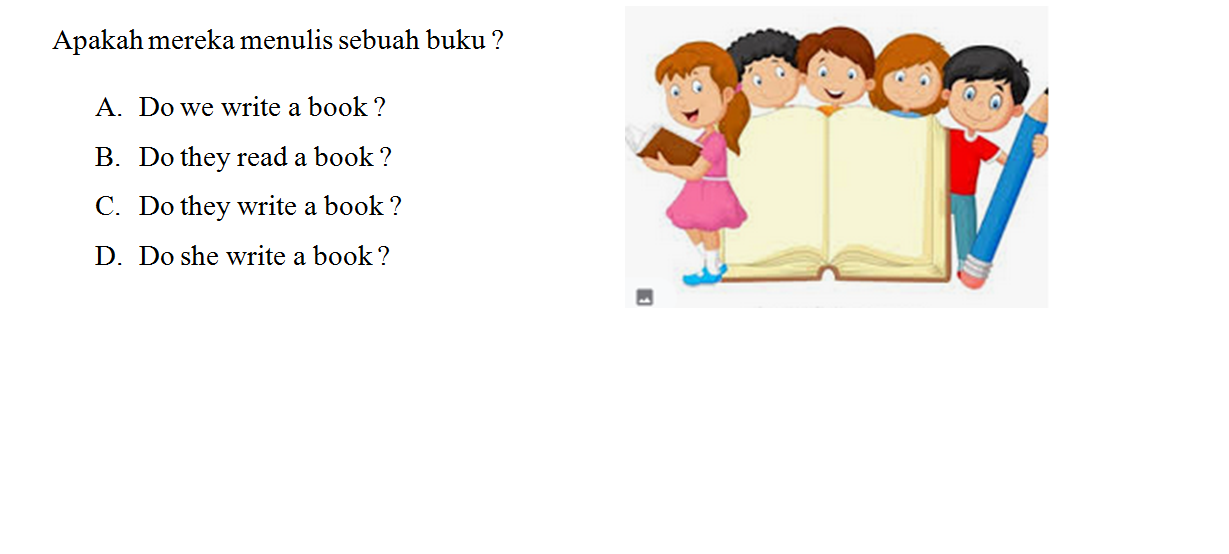 Apakah mereka menulis sebuah buku ?
A. Do we write a book ?
B. Do they read a book ?
C. Do they write a book ?
D. Do she write a book ?